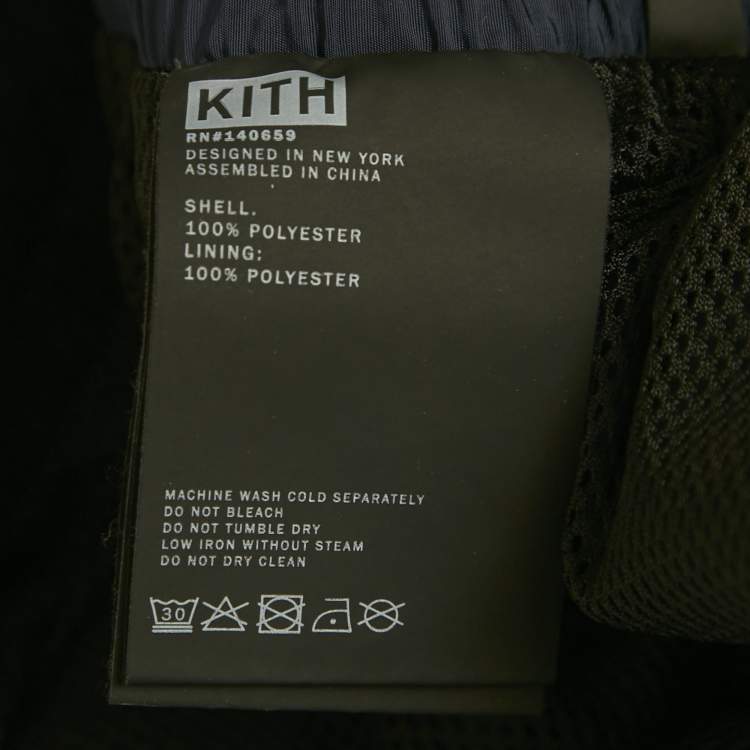 KITH
RN#140659
DESIGNED IN NEW YORK
ASSEMBLED IN CHINA
SHELL.
100% POLYESTER
LINING:
100% POLYESTER
MACHINE WASH COLD SEPARATELY
DO NOT BLEACH
DO NOT TUMBLE DRY
LOW IRON WITHOUT STEAM
DO NOT DRY CLEAN
30